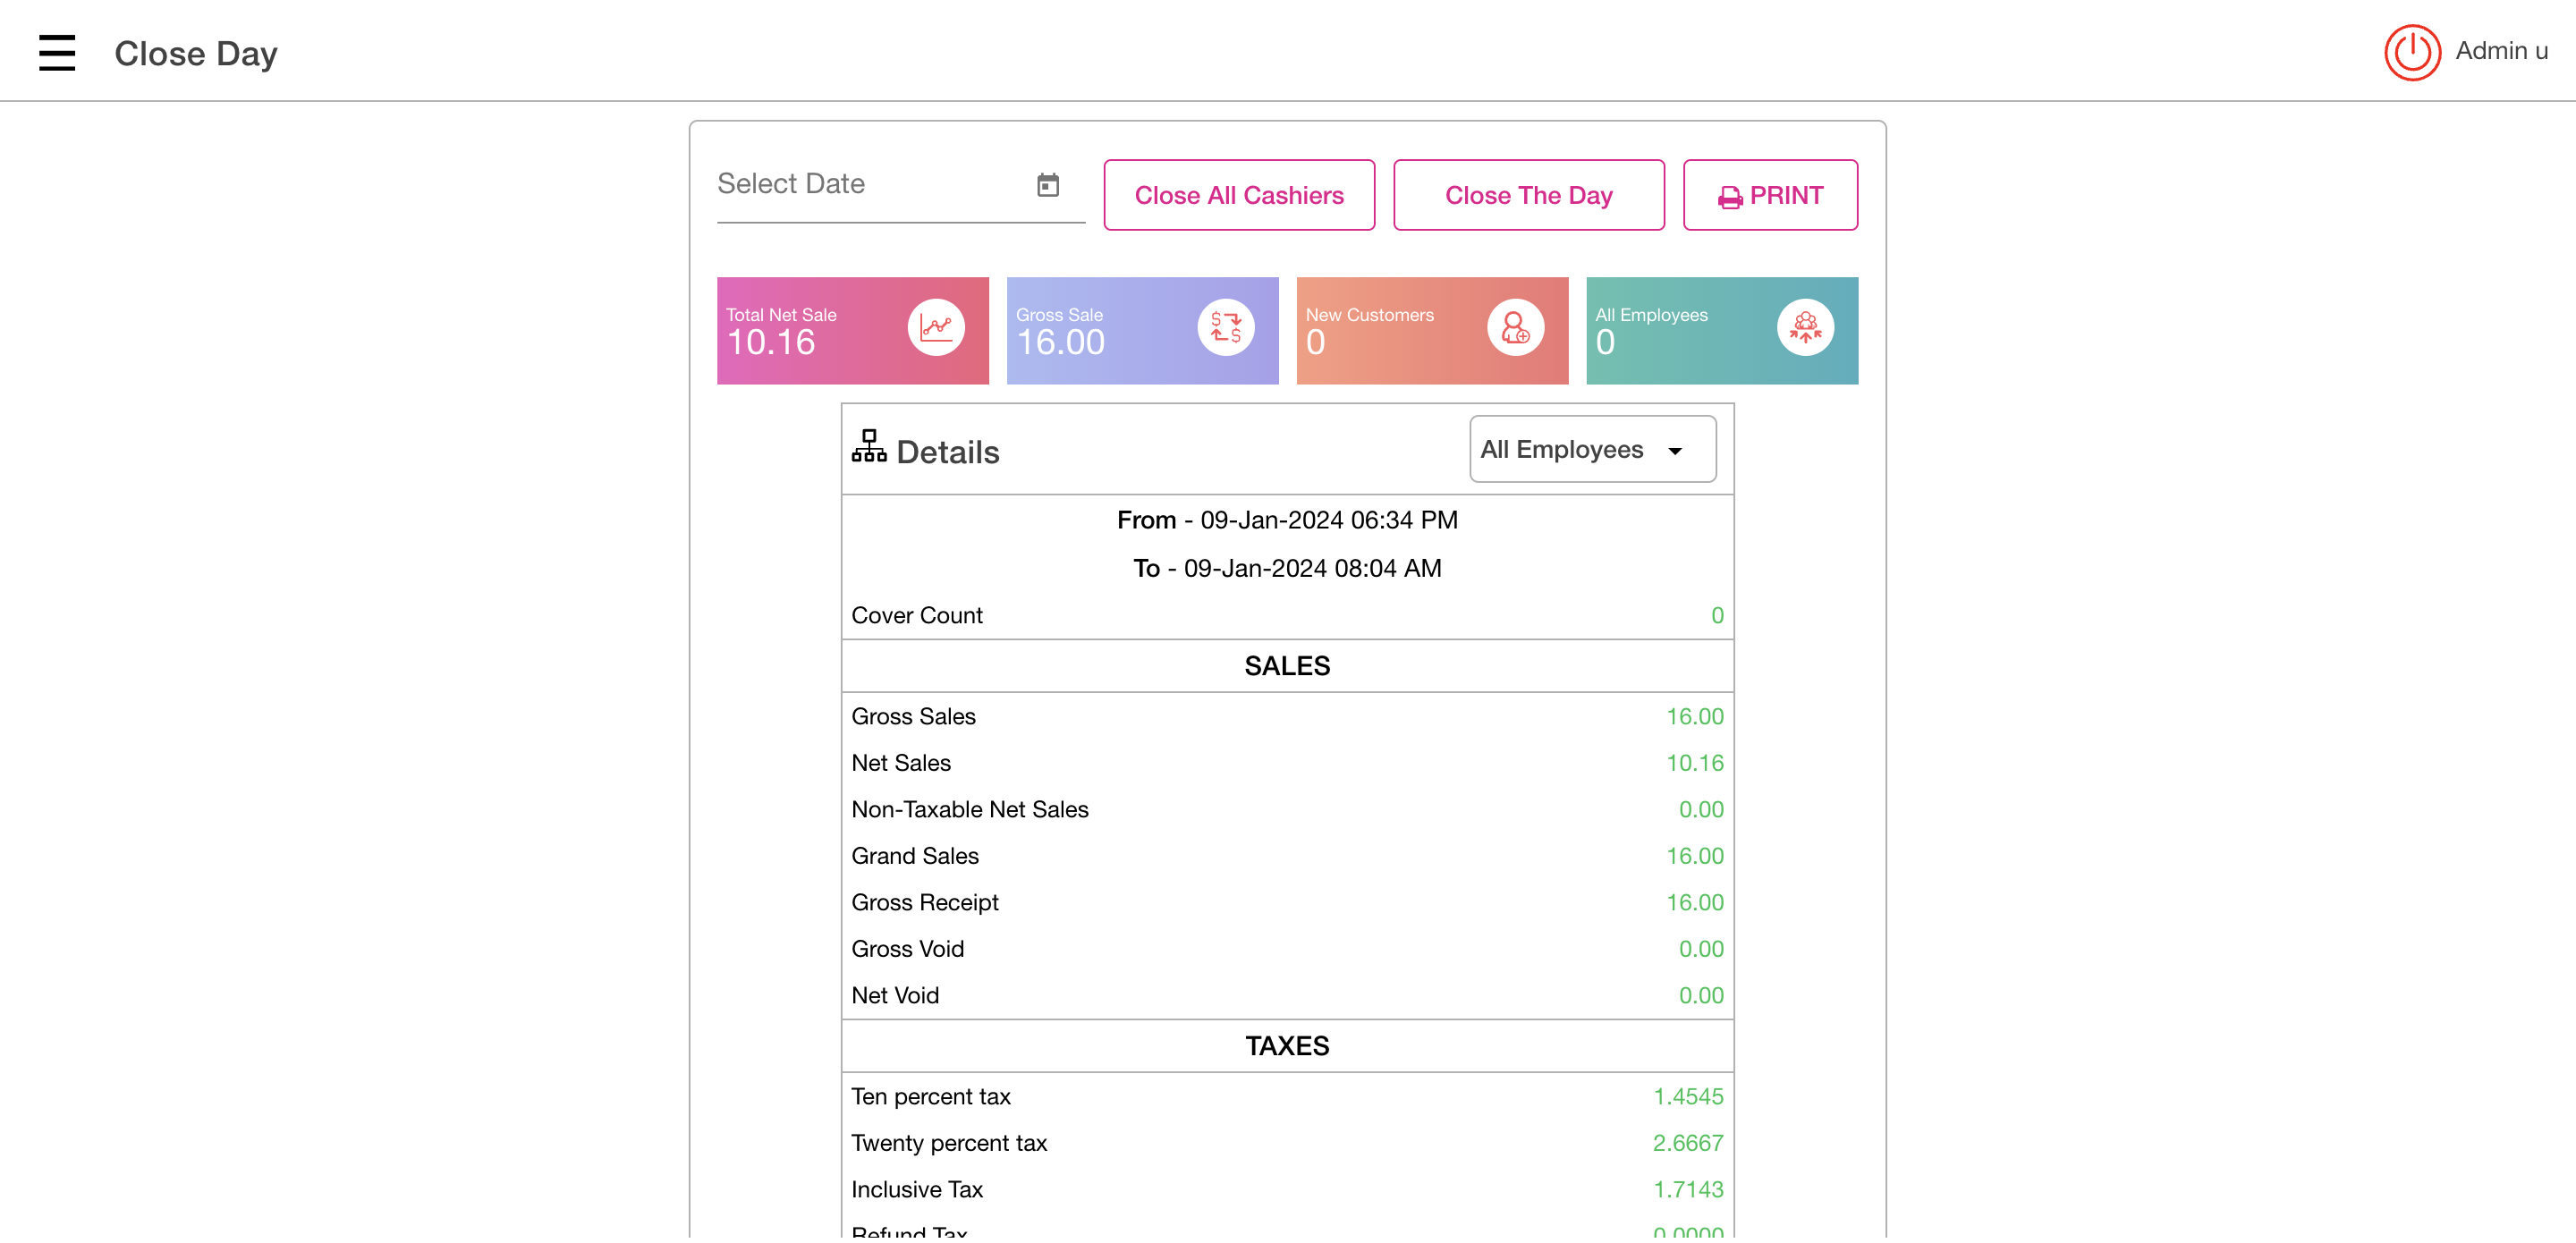 Close Day
Admin u
Select Date
Close All Cashiers
Close The Day
PRINT
Total Net Sale
10.16
Gross Sale
16.00
New Customers
0
All Employees
0
Details
All Employees
From - 09-Jan-2024 06:34 PM
To - 09-Jan-2024 08:04 AM
Cover Count 0
SALES
Gross Sales 16.00
Net Sales 10.16
Non-Taxable Net Sales 0.00
Grand Sales 16.00
Gross Receipt 16.00
Gross Void 0.00
Net Void 0.00
TAXES
Ten percent tax 1.4545
Twenty percent tax 2.6667
Inclusive Tax 1.7143
Refund Tax 0.0000